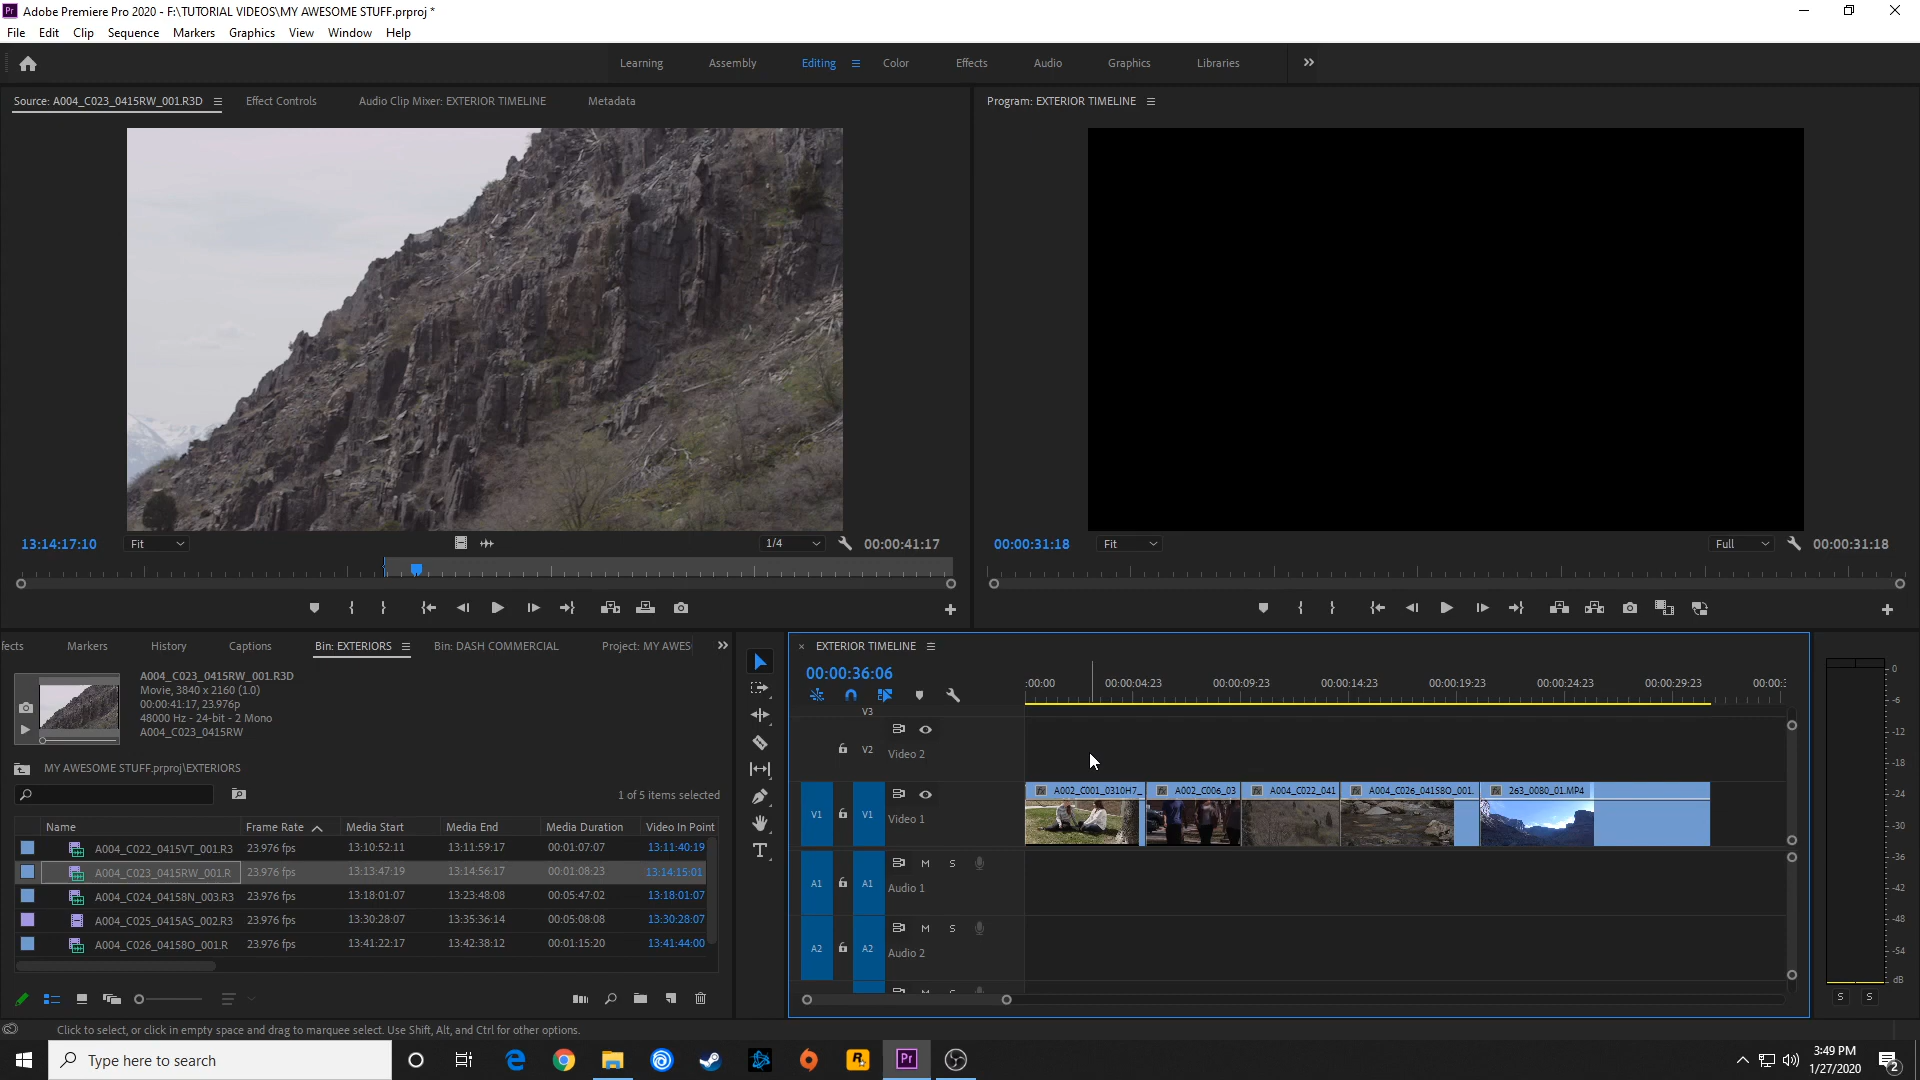 Adobe Premiere Pro 2020 - F:\TUTORIAL VIDEOS\MY AWESOME STUFF.prproj *
File Edit Clip Sequence Markers Graphics View Window Help
Learning Assembly Editing Color Effects Audio Graphics Libraries
Source: A004_C023_0415RW_001.R3D Effect Controls Audio Clip Mixer: EXTERIOR TIMELINE Metadata
Program: EXTERIOR TIMELINE
13:14:17:10 Fit 1/4 00:00:41:17
00:00:31:18 Fit Full 00:00:31:18
fects Markers History Captions Bin: EXTERIORS Bin: DASH COMMERCIAL Project: MY AWES
A004_C023_0415RW_001.R3D
Movie, 3840 x 2160 (1.0)
00:00:41:17, 23.976p
48000 Hz - 24-bit - 2 Mono
A004_C023_0415RW
MY AWESOME STUFF.prproj\EXTERIORS
1 of 5 items selected
Name Frame Rate Media Start Media End Media Duration Video In Point
A004_C022_0415VT_001.R3 23.976 fps 13:10:52:11 13:11:59:17 00:01:07:07 13:11:40:19
A004_C023_0415RW_001.R 23.976 fps 13:13:47:19 13:14:56:17 00:01:08:23 13:14:15:01
A004_C024_04158N_003.R3 23.976 fps 13:18:01:07 13:23:48:08 00:05:47:02 13:18:01:07
A004_C025_0415AS_002.R3 23.976 fps 13:30:28:07 13:35:36:14 00:05:08:08 13:30:28:07
A004_C026_04158O_001.R 23.976 fps 13:41:22:17 13:42:38:12 00:01:15:20 13:41:44:00
EXTERIOR TIMELINE
00:00:36:06
:00:00 00:00:04:23 00:00:09:23 00:00:14:23 00:00:19:23 00:00:24:23 00:00:29:23 00:00:3
V3
V2 Video 2
V1 V1 Video 1
A002_C001_0310H7_ A002_C006_03 A004_C022_041 A004_C026_04158O_001. 263_0080_01.MP4
M S
A1 A1 Audio 1
M S
A2 A2 Audio 2
0
-6
-12
-18
-24
-30
-36
-42
-48
-54
dB
S S
Click to select, or click in empty space and drag to marquee select. Use Shift, Alt, and Ctrl for other options.
Type here to search
3:49 PM
1/27/2020
2